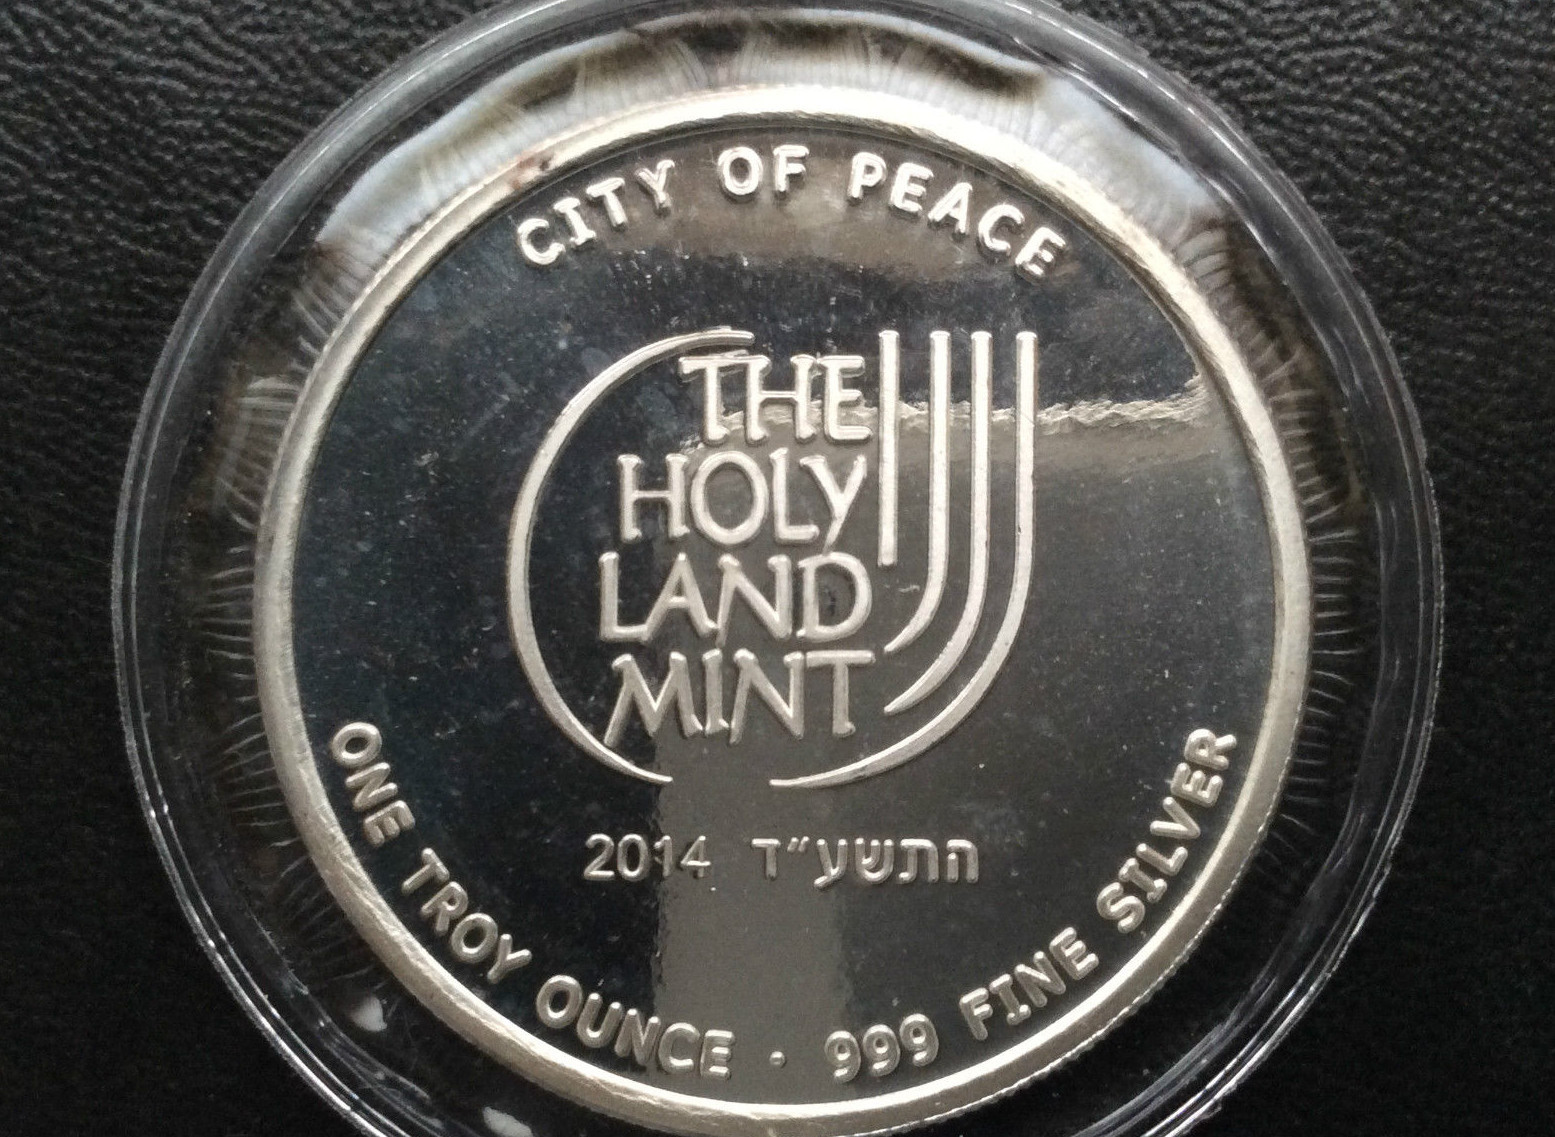 CITY OF PEACE
THE
HOLY
LAND
MINT
2014 התשע״ד
ONE TROY OUNCE · 999 FINE SILVER